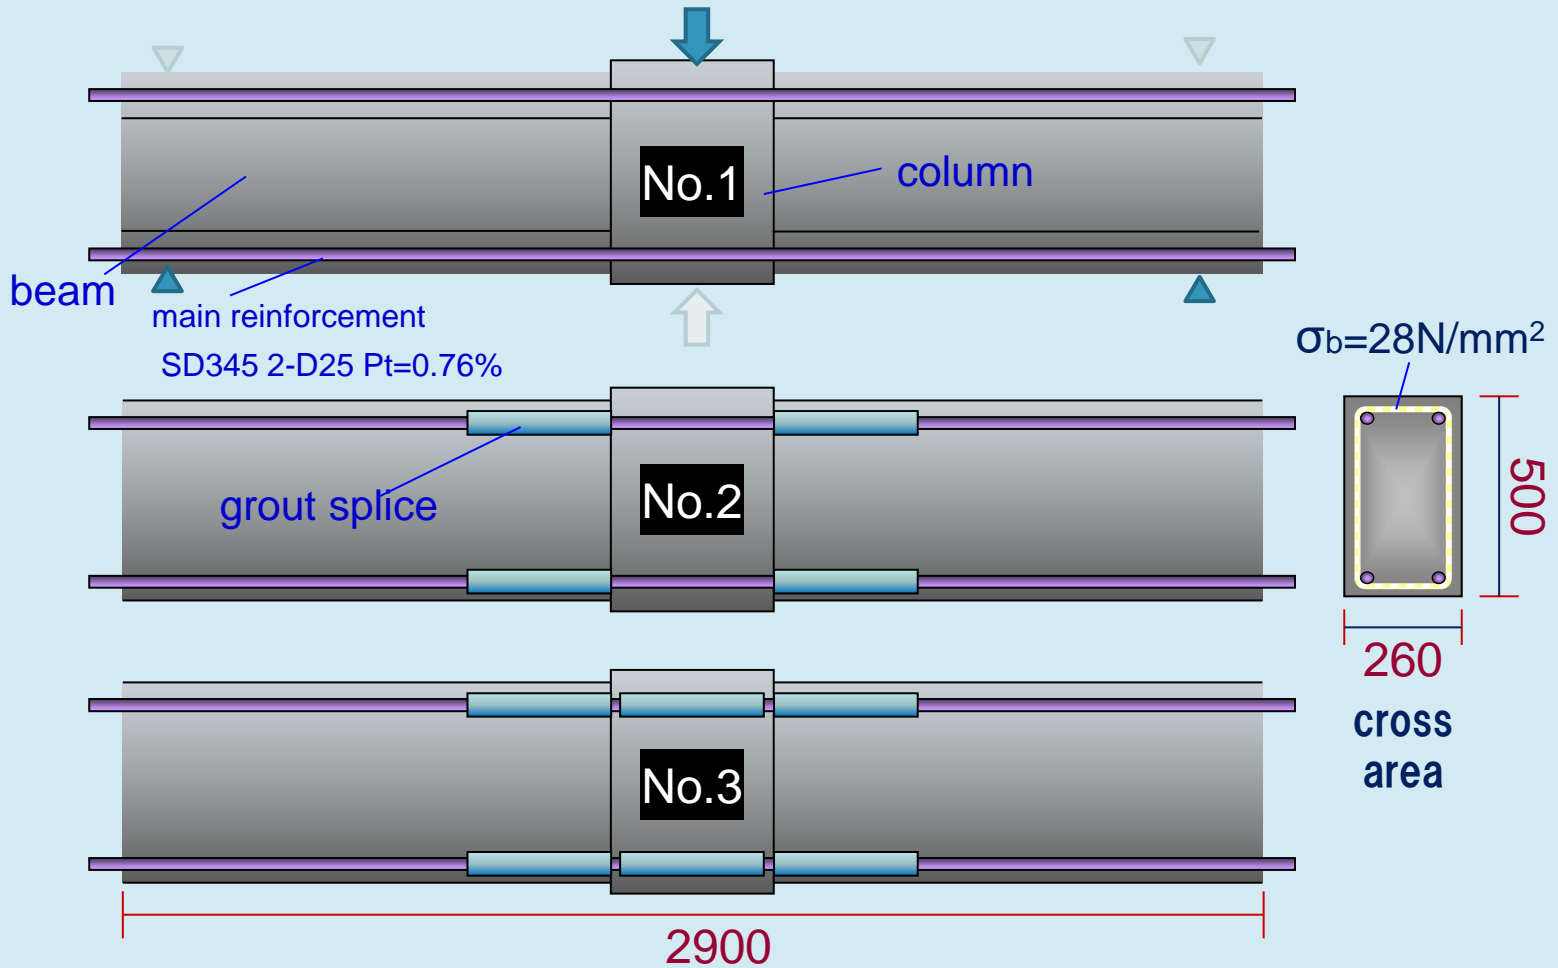 No.1
column
beam
main reinforcement
SD345 2-D25 Pt=0.76%
σb=28N/mm²
grout splice
No.2
500
260
cross
area
No.3
2900